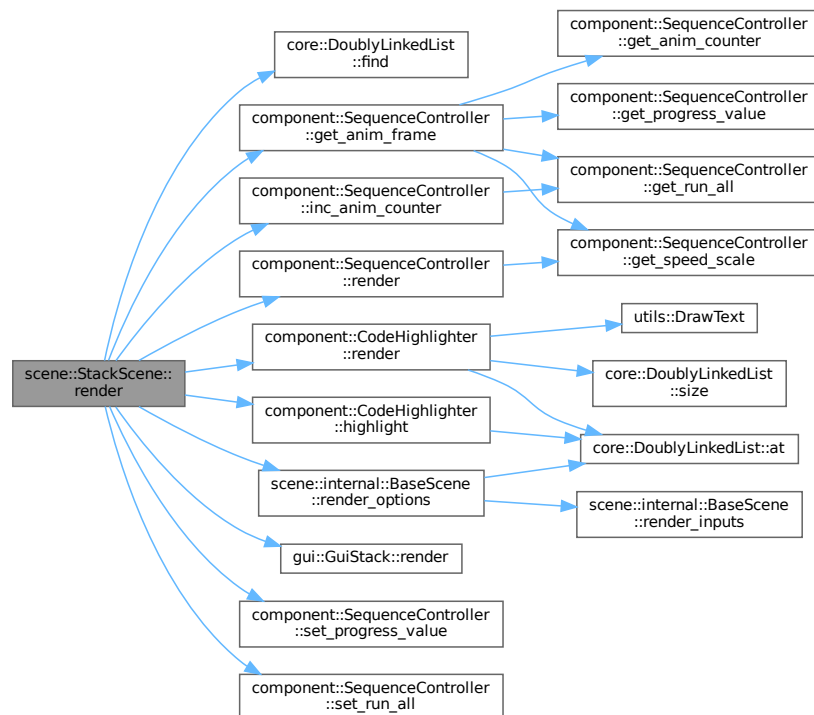 scene::StackScene::
render
core::DoublyLinkedList
::find
component::SequenceController
::get_anim_frame
component::SequenceController
::inc_anim_counter
component::SequenceController
::render
component::CodeHighlighter
::render
component::CodeHighlighter
::highlight
scene::internal::BaseScene
::render_options
gui::GuiStack::render
component::SequenceController
::set_progress_value
component::SequenceController
::set_run_all
component::SequenceController
::get_anim_counter
component::SequenceController
::get_progress_value
component::SequenceController
::get_run_all
component::SequenceController
::get_speed_scale
utils::DrawText
core::DoublyLinkedList
::size
core::DoublyLinkedList::at
scene::internal::BaseScene
::render_inputs